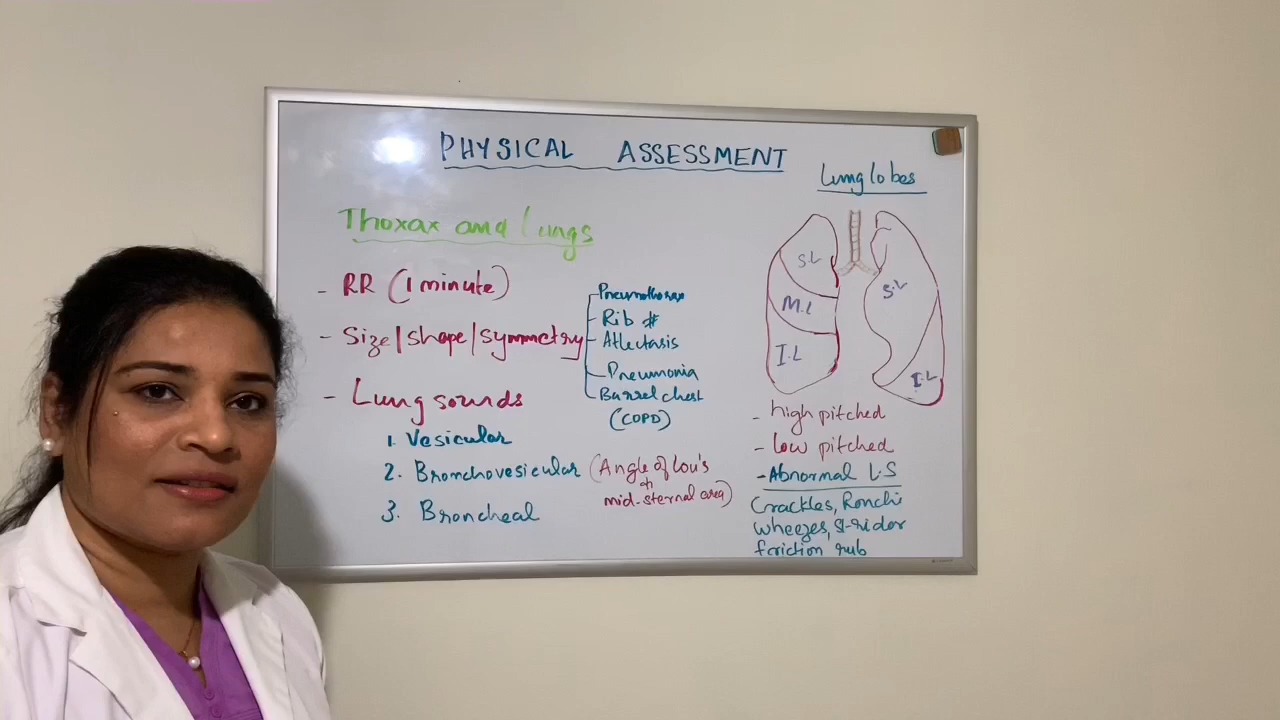 PHYSICAL ASSESSMENT
Thoxax and Lungs
- RR (1 minute)
- Size/shape/symmetry
Pneumothorax
Rib #
Atlectasis
Pneumonia
Barrel chest
(COPD)
- Lung sounds
1. Vesicular
2. Bronchovesicular (Angle of Lou's
+
mid-sternal area)
3. Broncheal
Lung lobes
S.L
M.L
I.L
S.L
I.L
- high pitched
- low pitched
- Abnormal L.S
Crackles, Ronchi
wheezes, stridor
friction rub